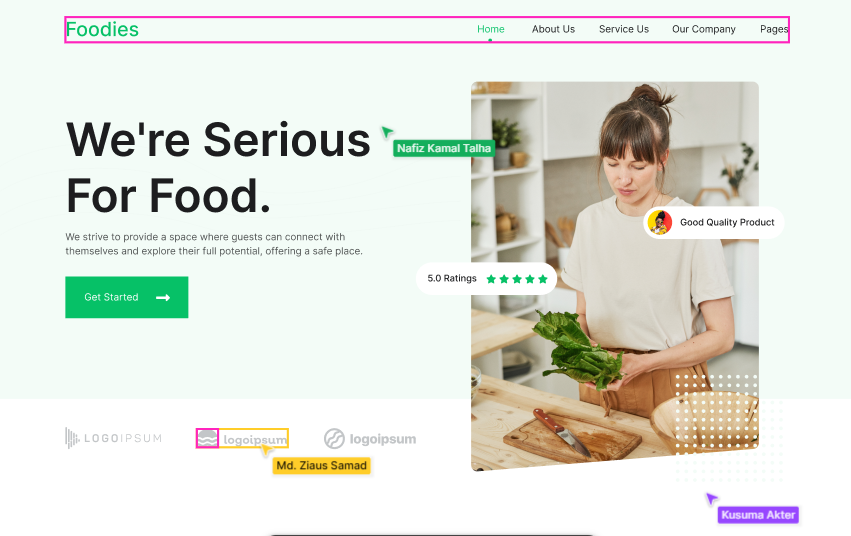 Foodies
Home
About Us
Service Us
Our Company
Pages
We're Serious
For Food.
Nafiz Kamal Talha
We strive to provide a space where guests can connect with
themselves and explore their full potential, offering a safe place.
Get Started
Good Quality Product
5.0 Ratings
LOGOIPSUM
logoipsum
logoipsum
Md. Ziaus Samad
Kusuma Akter